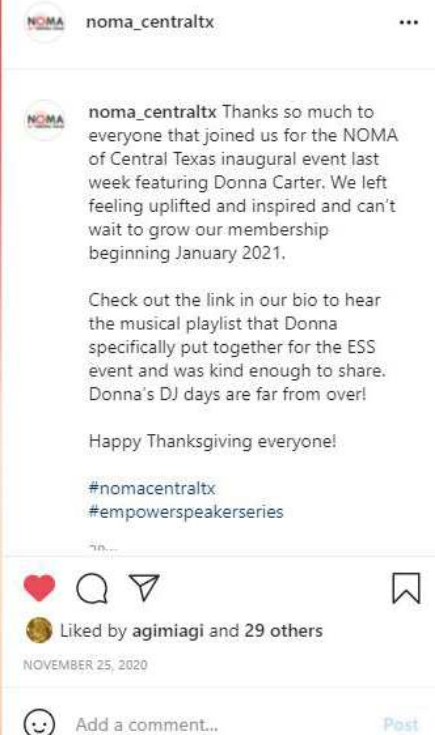 NOMA
noma_centraltx
NOMA
noma_centraltx Thanks so much to
everyone that joined us for the NOMA
of Central Texas inaugural event last
week featuring Donna Carter. We left
feeling uplifted and inspired and can't
wait to grow our membership
beginning January 2021.
Check out the link in our bio to hear
the musical playlist that Donna
specifically put together for the ESS
event and was kind enough to share.
Donna's DJ days are far from over!
Happy Thanksgiving everyone!
#nomacentraltx
#empowerspeakerseries
Liked by agimiagi and 29 others
NOVEMBER 25, 2020
Add a comment...
Post